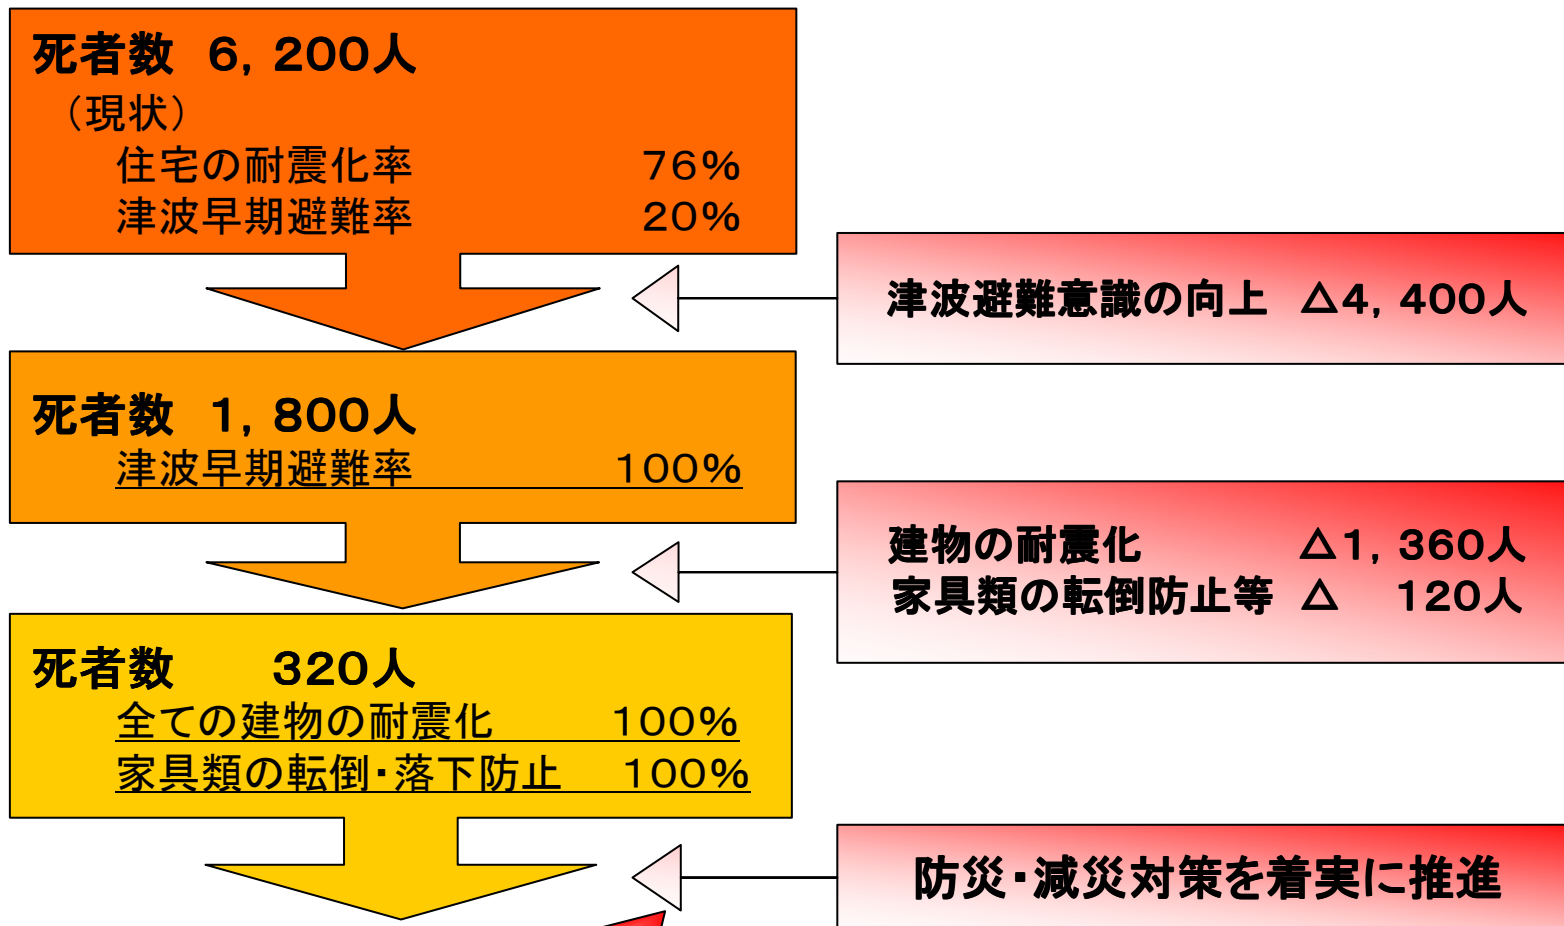 死者数 6,200人
(現状)
住宅の耐震化率 76%
津波早期避難率 20%
津波避難意識の向上 △4,400人
死者数 1,800人
津波早期避難率 100%
建物の耐震化 △1,360人
家具類の転倒防止等 △ 120人
死者数 320人
全ての建物の耐震化 100%
家具類の転倒・落下防止 100%
防災・減災対策を着実に推進